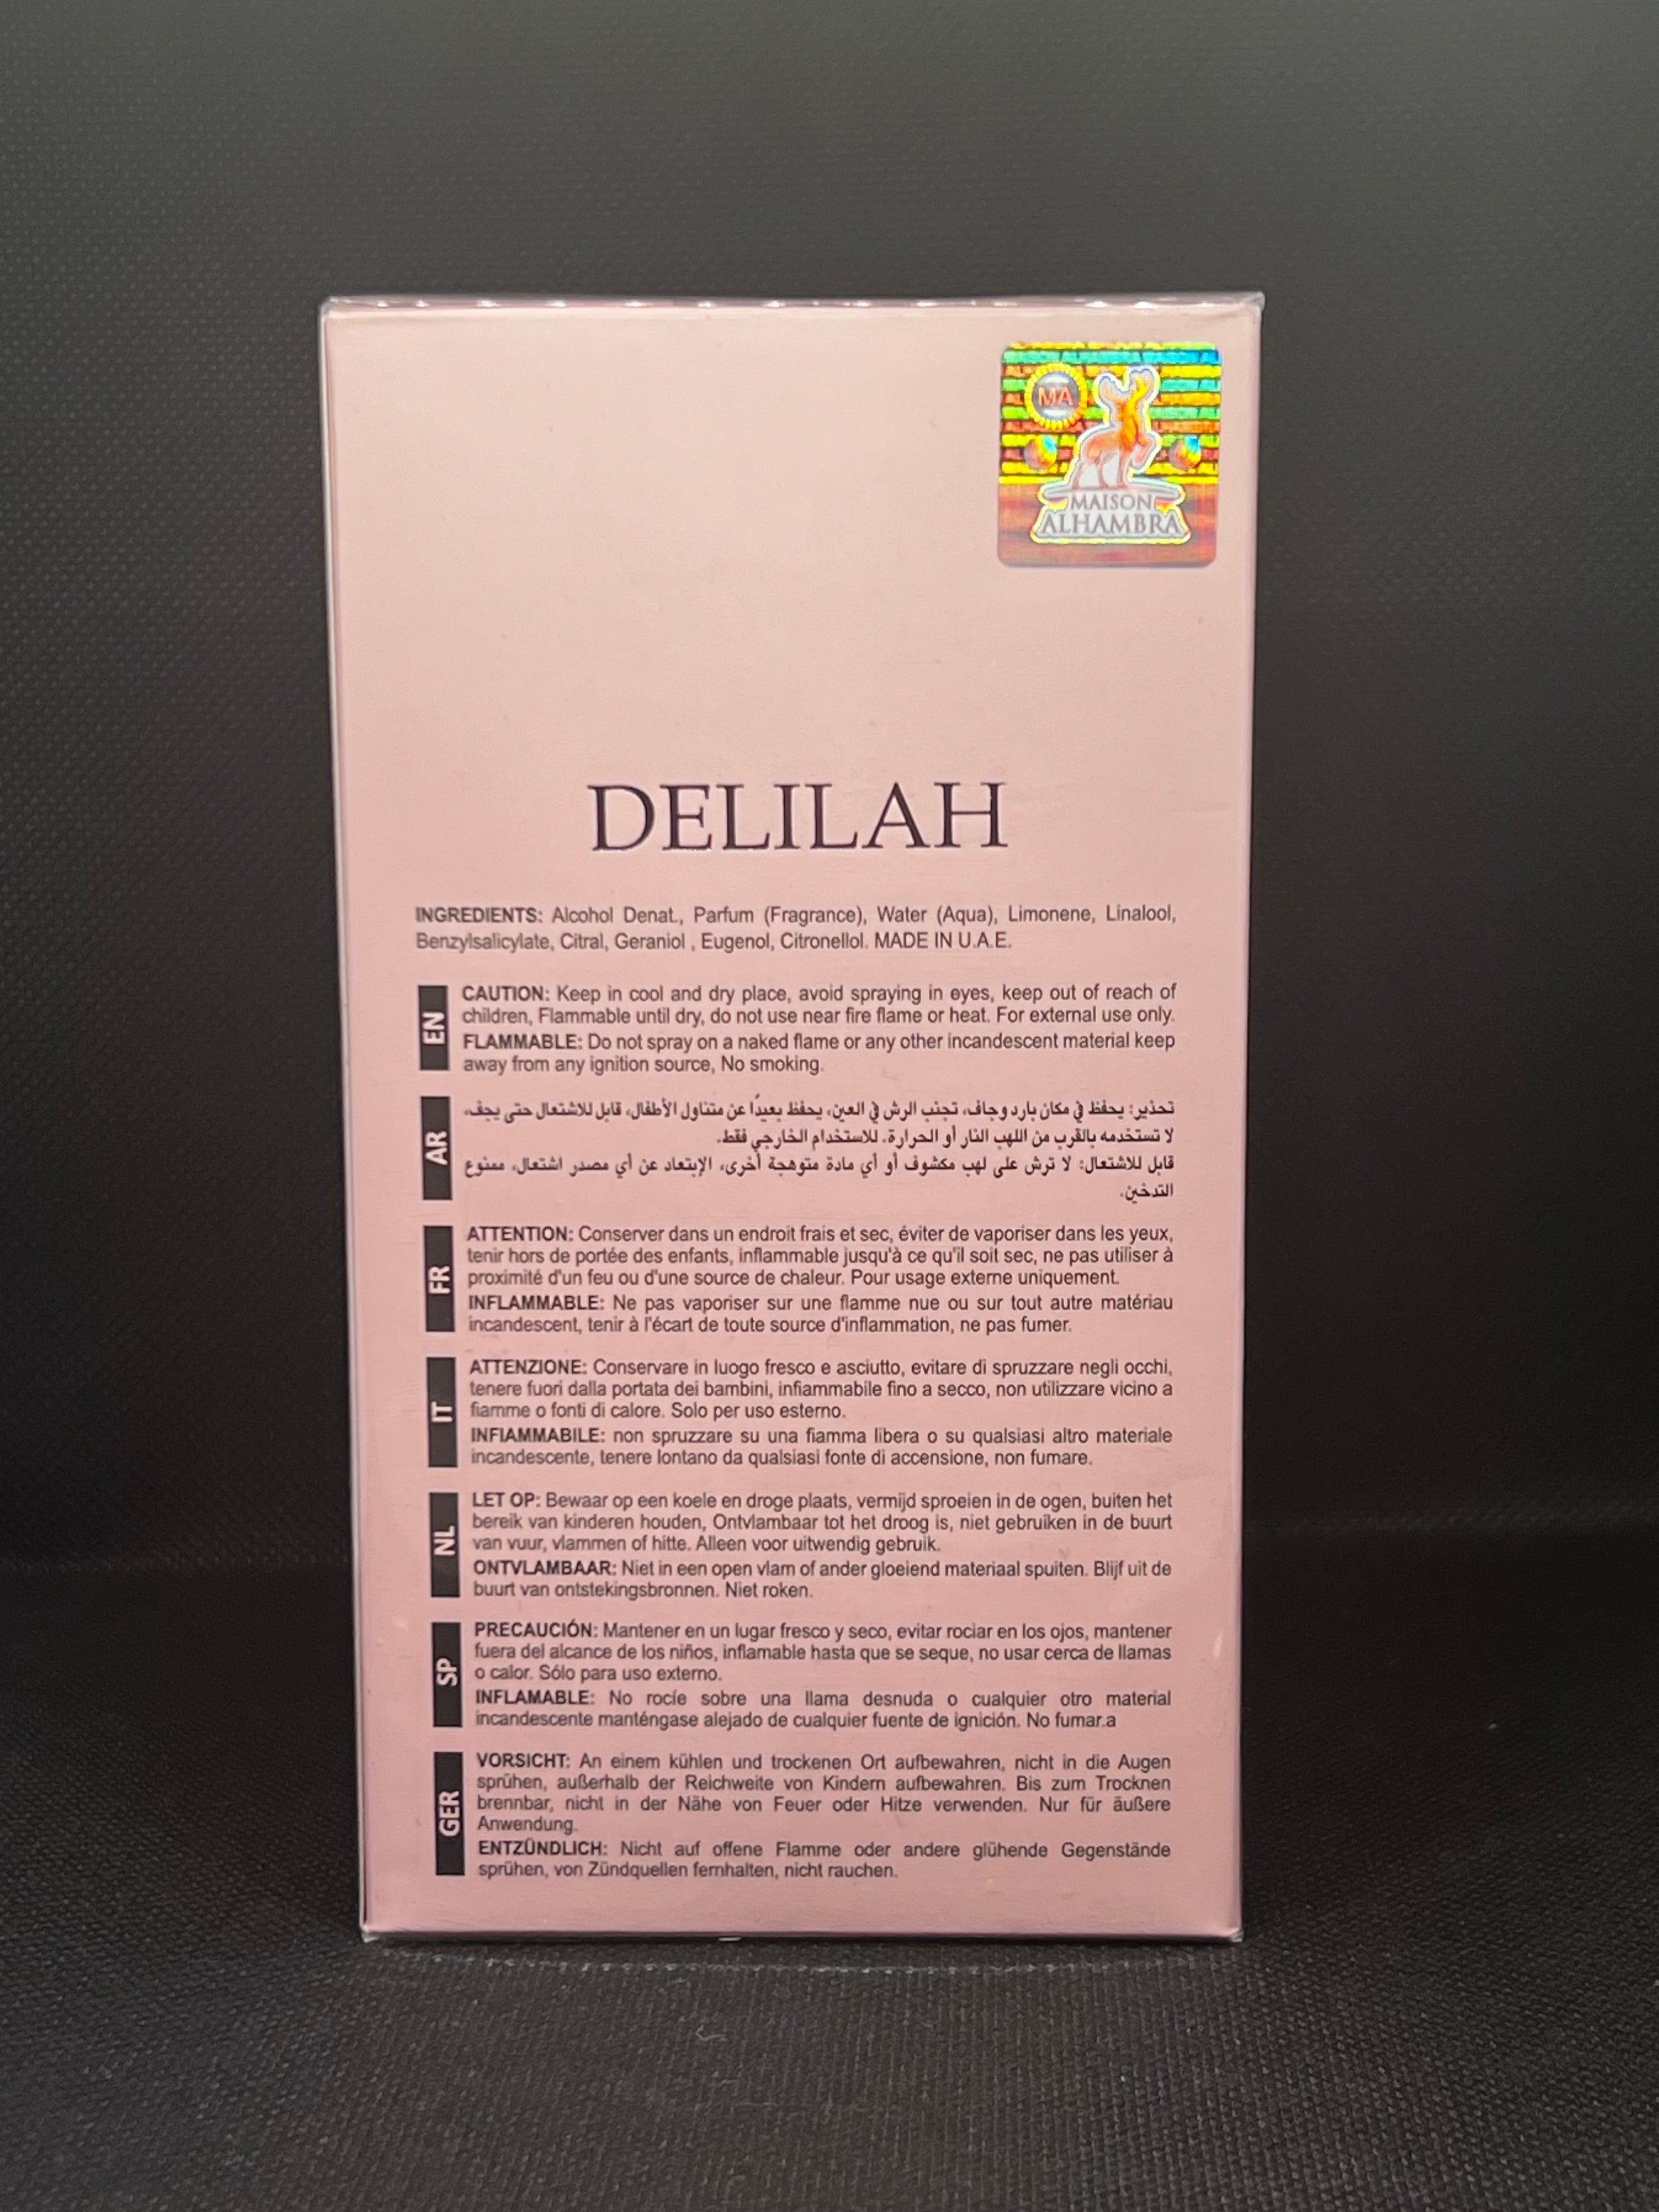 MA
MAISON
ALHAMBRA
DELILAH
INGREDIENTS: Alcohol Denat., Parfum (Fragrance), Water (Aqua), Limonene, Linalool,
Benzylsalicylate, Citral, Geraniol , Eugenol, Citronellol. MADE IN U.A.E.
EN
CAUTION: Keep in cool and dry place, avoid spraying in eyes, keep out of reach of
children, Flammable until dry, do not use near fire flame or heat. For external use only.
FLAMMABLE: Do not spray on a naked flame or any other incandescent material keep
away from any ignition source, No smoking.
AR
تحذير: يحفظ في مكان بارد وجاف، تجنب الرش في العين، يحفظ بعيدًا عن متناول الأطفال، قابل للاشتعال حتى يجف،
لا تستخدمه بالقرب من اللهب النار أو الحرارة. للاستخدام الخارجي فقط.
قابل للاشتعال: لا ترش على لهب مكشوف أو أي مادة متوهجة أخرى، الإبتعاد عن أي مصدر اشتعال، ممنوع
التدخين.
FR
ATTENTION: Conserver dans un endroit frais et sec, éviter de vaporiser dans les yeux,
tenir hors de portée des enfants, inflammable jusqu'à ce qu'il soit sec, ne pas utiliser à
proximité d'un feu ou d'une source de chaleur. Pour usage externe uniquement.
INFLAMMABLE: Ne pas vaporiser sur une flamme nue ou sur tout autre matériau
incandescent, tenir à l'écart de toute source d'inflammation, ne pas fumer.
IT
ATTENZIONE: Conservare in luogo fresco e asciutto, evitare di spruzzare negli occhi,
tenere fuori dalla portata dei bambini, infiammabile fino a secco, non utilizzare vicino a
fiamme o fonti di calore. Solo per uso esterno.
INFIAMMABILE: non spruzzare su una fiamma libera o su qualsiasi altro materiale
incandescente, tenere lontano da qualsiasi fonte di accensione, non fumare.
NL
LET OP: Bewaar op een koele en droge plaats, vermijd sproeien in de ogen, buiten het
bereik van kinderen houden, Ontvlambaar tot het droog is, niet gebruiken in de buurt
van vuur, vlammen of hitte. Alleen voor uitwendig gebruik.
ONTVLAMBAAR: Niet in een open vlam of ander gloeiend materiaal spuiten. Blijf uit de
buurt van ontstekingsbronnen. Niet roken.
SP
PRECAUCIÓN: Mantener en un lugar fresco y seco, evitar rociar en los ojos, mantener
fuera del alcance de los niños, inflamable hasta que se seque, no usar cerca de llamas
o calor. Sólo para uso externo.
INFLAMABLE: No rocíe sobre una llama desnuda o cualquier otro material
incandescente manténgase alejado de cualquier fuente de ignición. No fumar.a
GER
VORSICHT: An einem kühlen und trockenen Ort aufbewahren, nicht in die Augen
sprühen, außerhalb der Reichweite von Kindern aufbewahren. Bis zum Trocknen
brennbar, nicht in der Nähe von Feuer oder Hitze verwenden. Nur für äußere
Anwendung.
ENTZÜNDLICH: Nicht auf offene Flamme oder andere glühende Gegenstände
sprühen, von Zündquellen fernhalten, nicht rauchen.